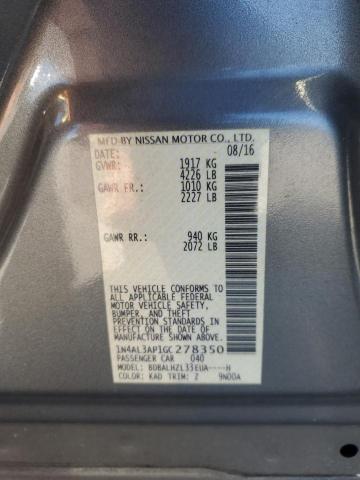 MFD BY NISSAN MOTOR CO., LTD.
DATE: 08/16
GVWR: 1917 KG
4226 LB
GAWR FR.: 1010 KG
2227 LB
GAWR RR.: 940 KG
2072 LB
THIS VEHICLE CONFORMS TO
ALL APPLICABLE FEDERAL
MOTOR VEHICLE SAFETY,
BUMPER, AND THEFT
PREVENTION STANDARDS IN
EFFECT ON THE DATE OF
MANUFACTURE SHOWN ABOVE.
1N4AL3AP1GC278350
PASSENGER CAR 040
MODEL: BDBALHZL33EUA----H
COLOR: KAD TRIM: Z 9N00A